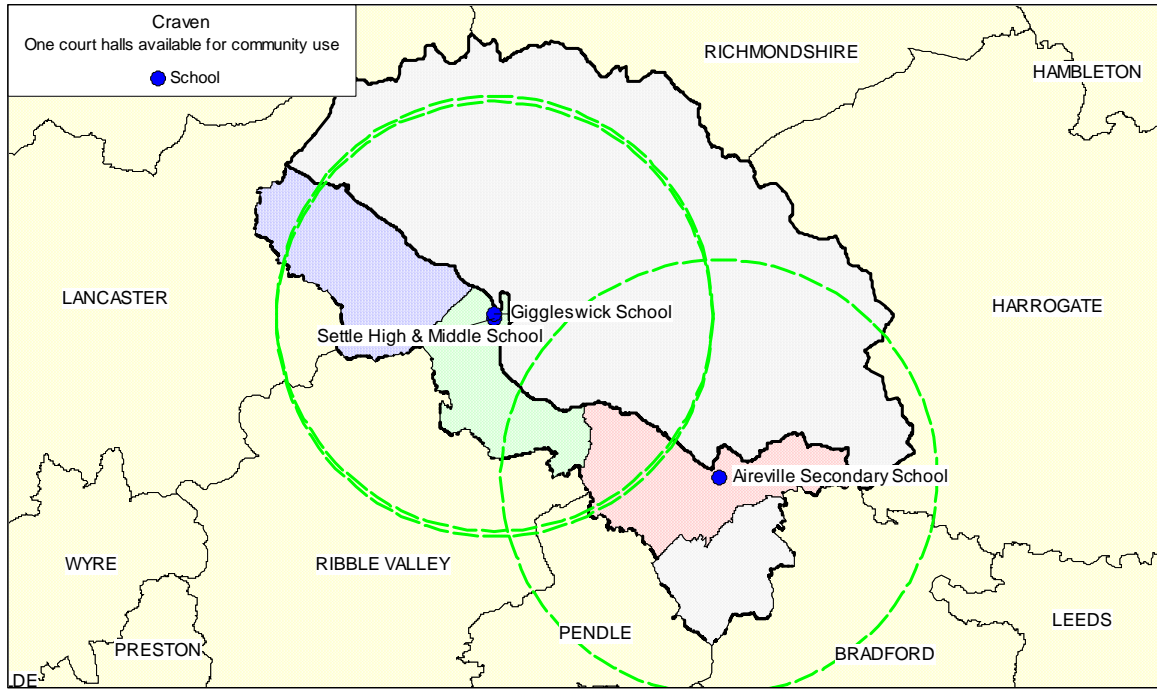 Craven
One court halls available for community use
School
RICHMONDSHIRE
HAMBLETON
LANCASTER
HARROGATE
Giggleswick School
Settle High & Middle School
Aireville Secondary School
WYRE
RIBBLE VALLEY
PENDLE
LEEDS
PRESTON
BRADFORD
DE